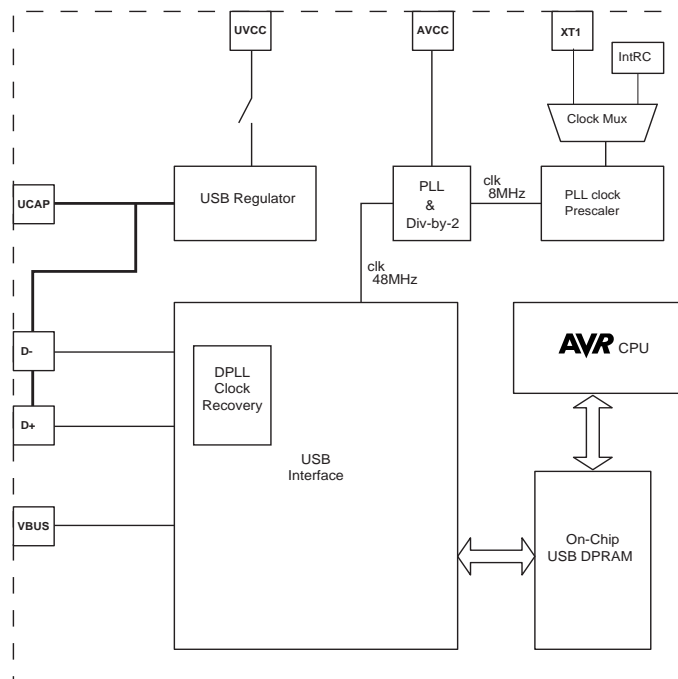 UVCC
AVCC
XT1
IntRC
Clock Mux
UCAP
USB Regulator
PLL
&
Div-by-2
clk
8MHz
PLL clock
Prescaler
clk
48MHz
D-
D+
VBUS
DPLL
Clock
Recovery
USB
Interface
AVR CPU
On-Chip
USB DPRAM